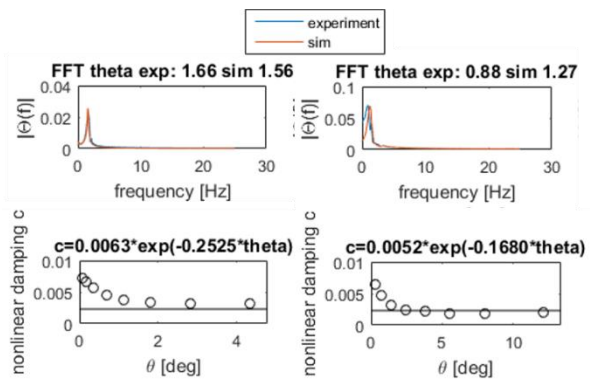 experiment
sim
FFT theta exp: 1.66 sim 1.56
|Θ(f)|
0.04
0.02
0
0 10 20 30
frequency [Hz]
FFT theta exp: 0.88 sim 1.27
|Θ(f)|
0.1
0.05
0
0 10 20 30
frequency [Hz]
c=0.0063*exp(-0.2525*theta)
nonlinear damping c
0.01
0.005
0
0 2 4
θ [deg]
c=0.0052*exp(-0.1680*theta)
nonlinear damping c
0.01
0.005
0
0 5 10
θ [deg]